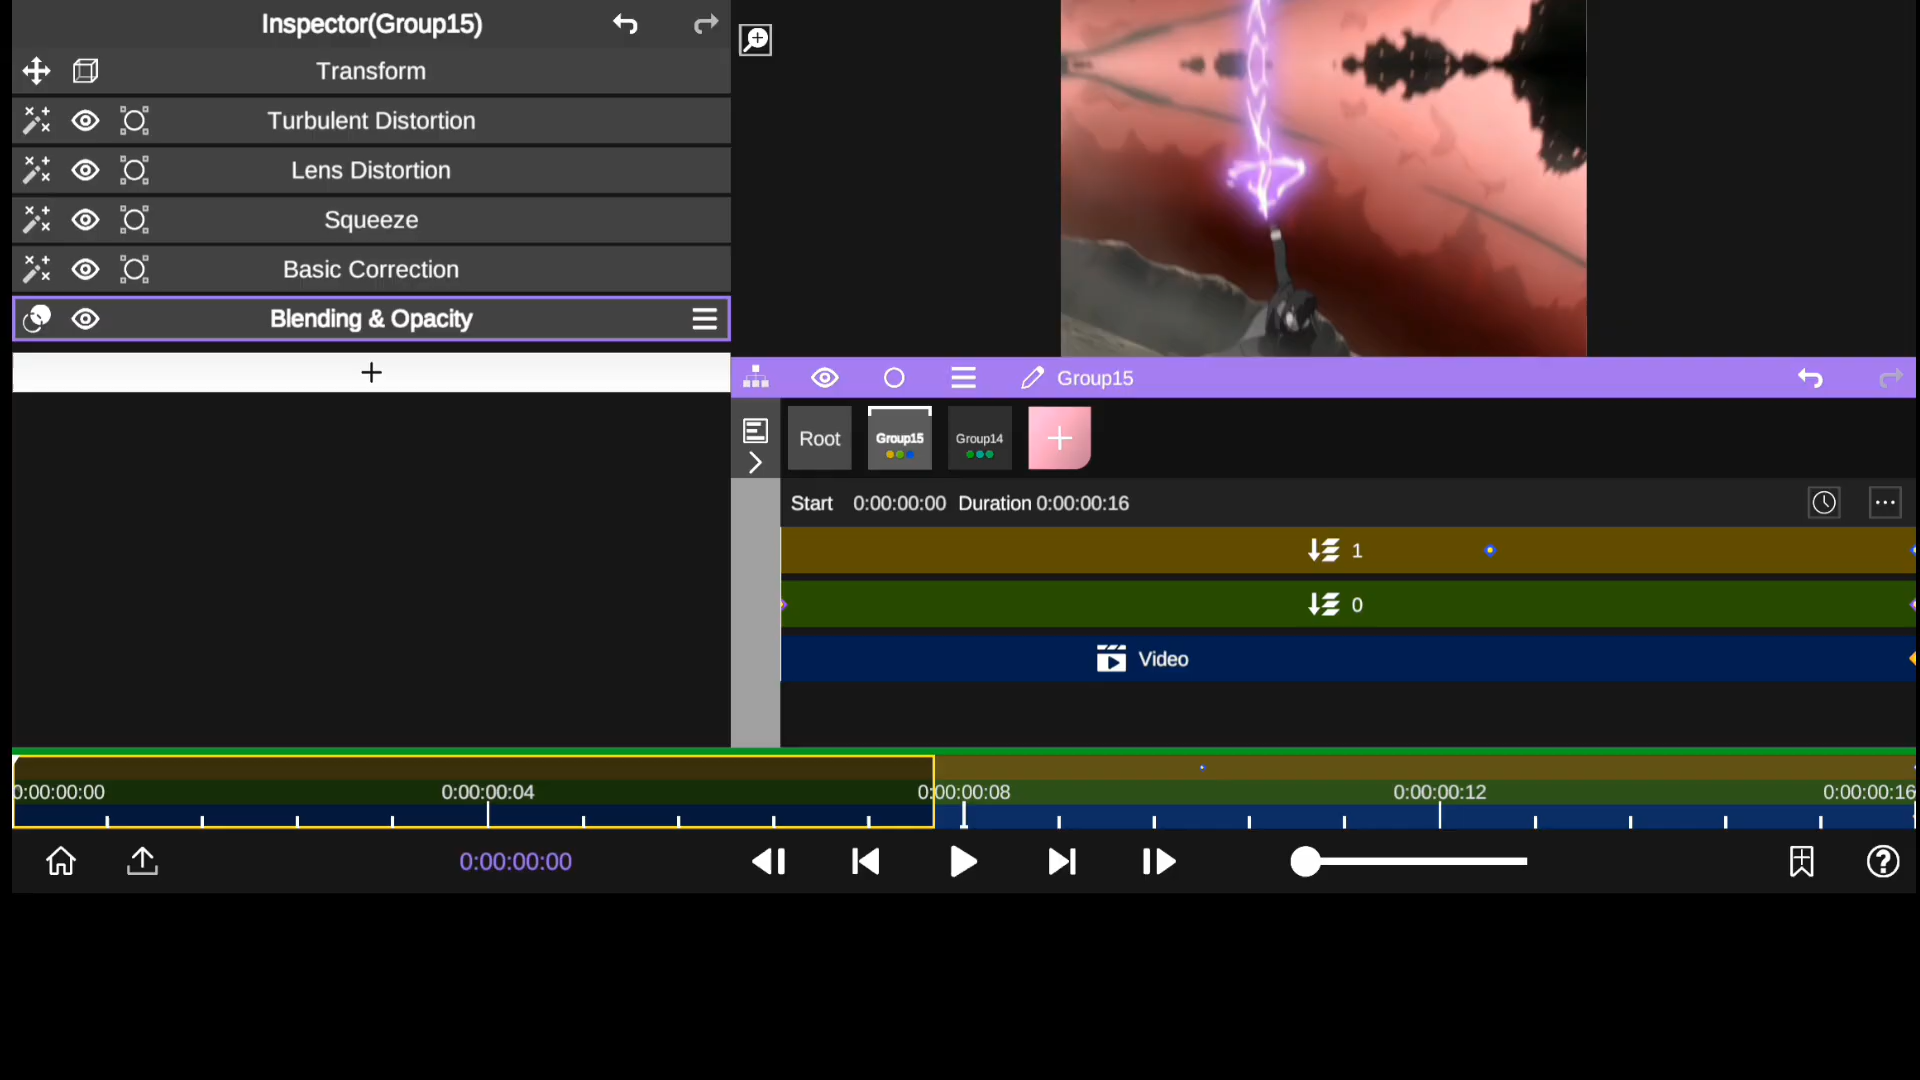 Inspector(Group15)
Transform
Turbulent Distortion
Lens Distortion
Squeeze
Basic Correction
Blending & Opacity
Group15
Root
Group15
Group14
Start 0:00:00:00 Duration 0:00:00:16
1
0
Video
0:00:00:00 0:00:00:04 0:00:00:08 0:00:00:12 0:00:00:16
0:00:00:00